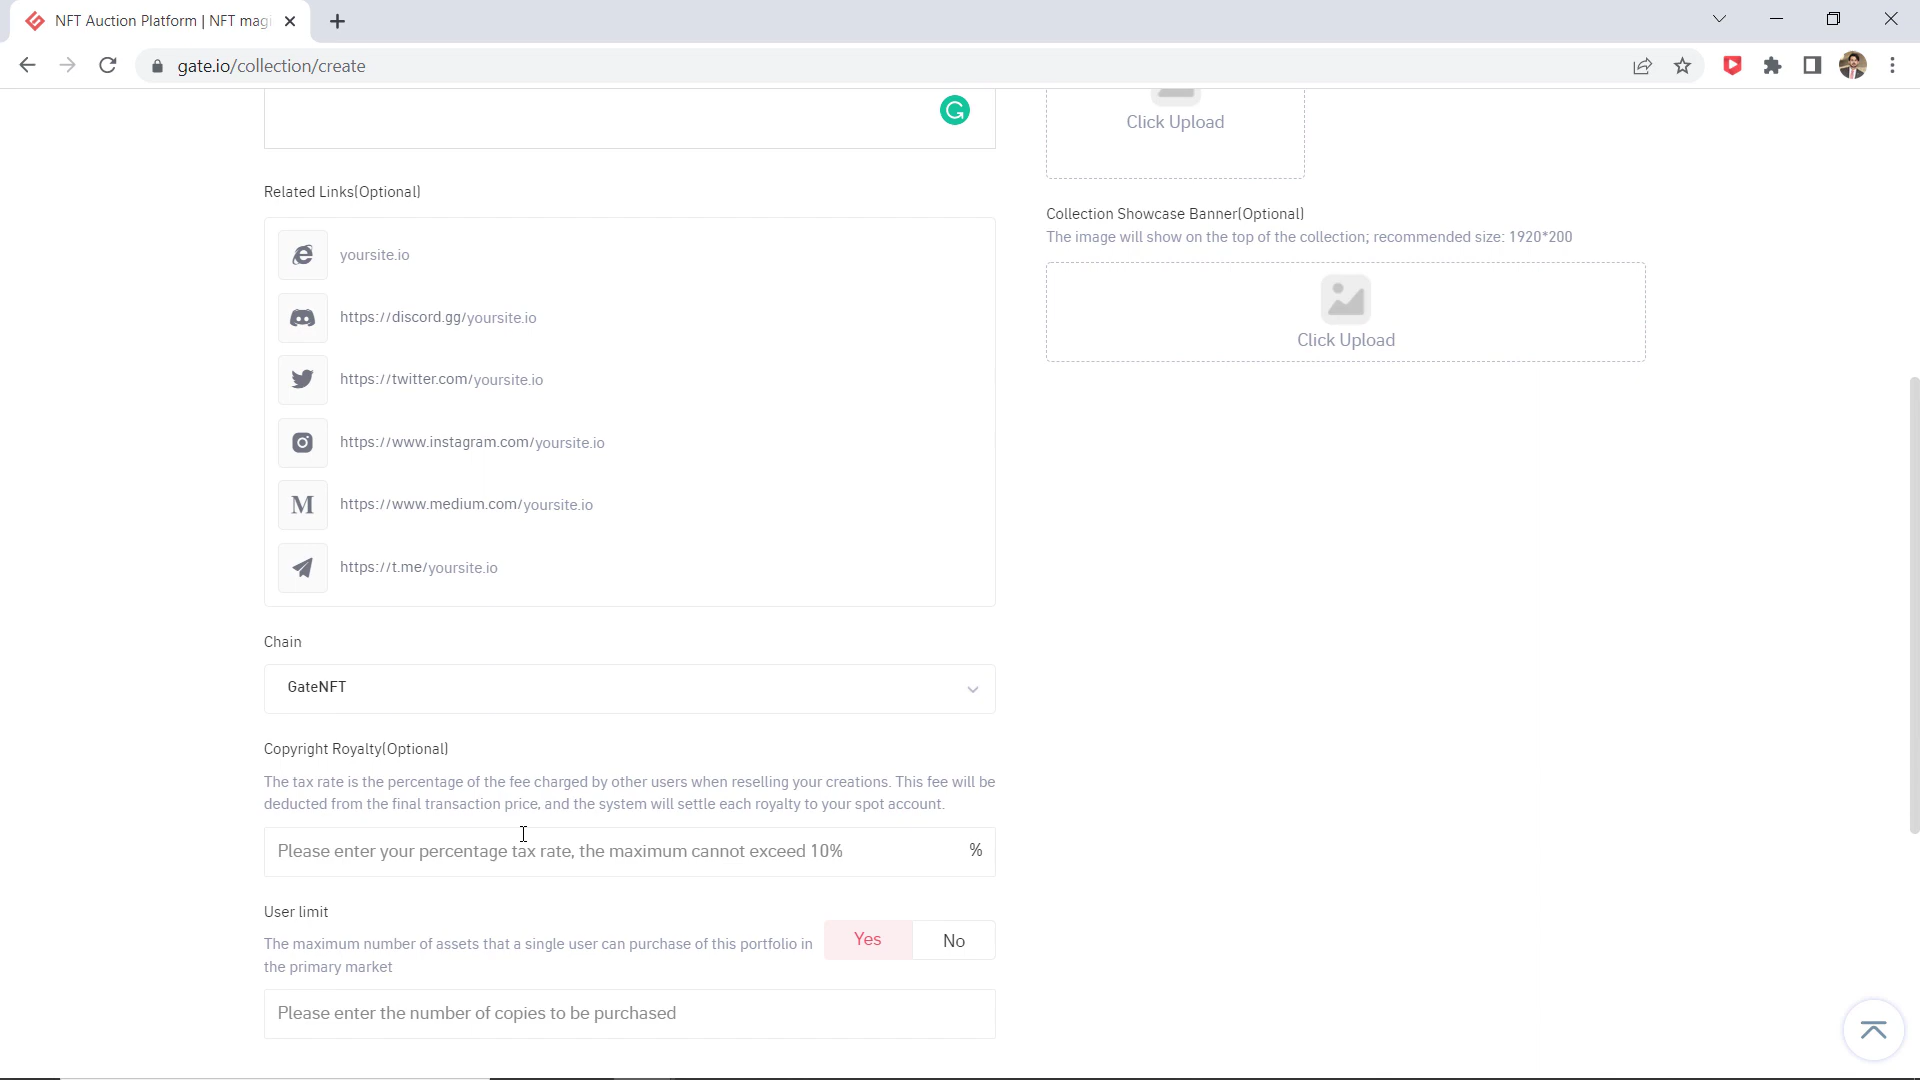 NFT Auction Platform | NFT magi
gate.io/collection/create
Click Upload
Related Links(Optional)
yoursite.io
https://discord.gg/yoursite.io
https://twitter.com/yoursite.io
https://www.instagram.com/yoursite.io
M https://www.medium.com/yoursite.io
https://t.me/yoursite.io
Collection Showcase Banner(Optional)
The image will show on the top of the collection; recommended size: 1920*200
Click Upload
Chain
GateNFT
Copyright Royalty(Optional)
The tax rate is the percentage of the fee charged by other users when reselling your creations. This fee will be
deducted from the final transaction price, and the system will settle each royalty to your spot account.
Please enter your percentage tax rate, the maximum cannot exceed 10% %
User limit
The maximum number of assets that a single user can purchase of this portfolio in
the primary market
Yes No
Please enter the number of copies to be purchased